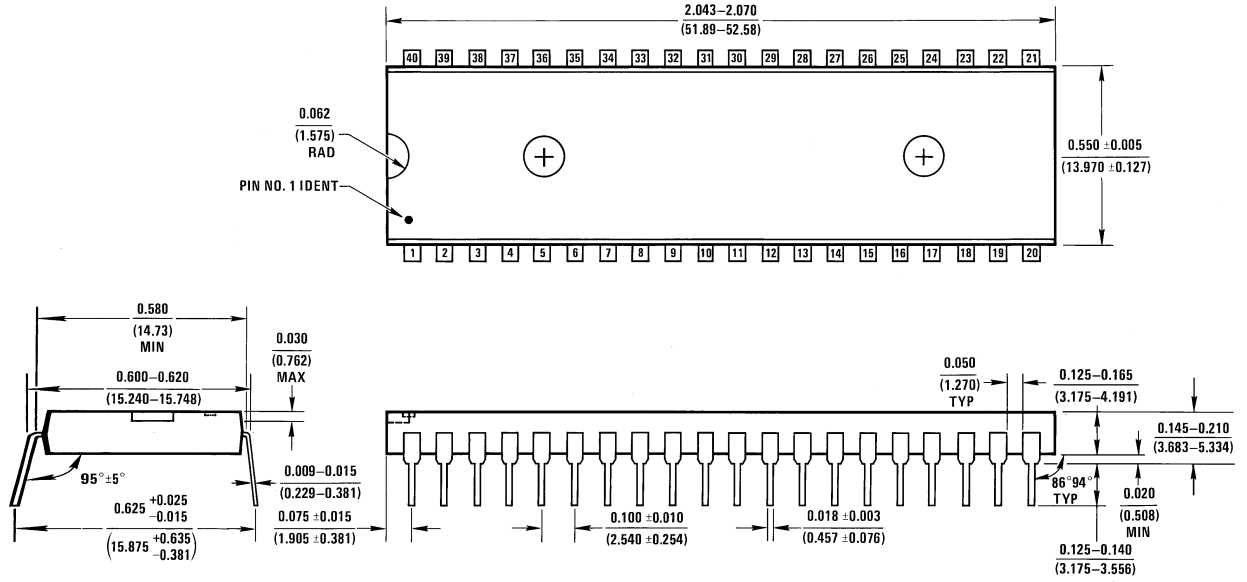 2.043–2.070
(51.89–52.58)
40 39 38 37 36 35 34 33 32 31 30 29 28 27 26 25 24 23 22 21
0.062
(1.575)
RAD
0.550 ±0.005
(13.970 ±0.127)
PIN NO. 1 IDENT
1 2 3 4 5 6 7 8 9 10 11 12 13 14 15 16 17 18 19 20
0.580
(14.73)
MIN
0.030
(0.762)
MAX
0.600–0.620
(15.240–15.748)
95°±5°
0.009–0.015
(0.229–0.381)
0.625 +0.025 -0.015
(15.875 +0.635 -0.381)
0.075 ±0.015
(1.905 ±0.381)
0.100 ±0.010
(2.540 ±0.254)
0.018 ±0.003
(0.457 ±0.076)
0.050
(1.270)
TYP
0.125–0.165
(3.175–4.191)
0.145–0.210
(3.683–5.334)
86°94°
TYP
0.020
(0.508)
MIN
0.125–0.140
(3.175–3.556)